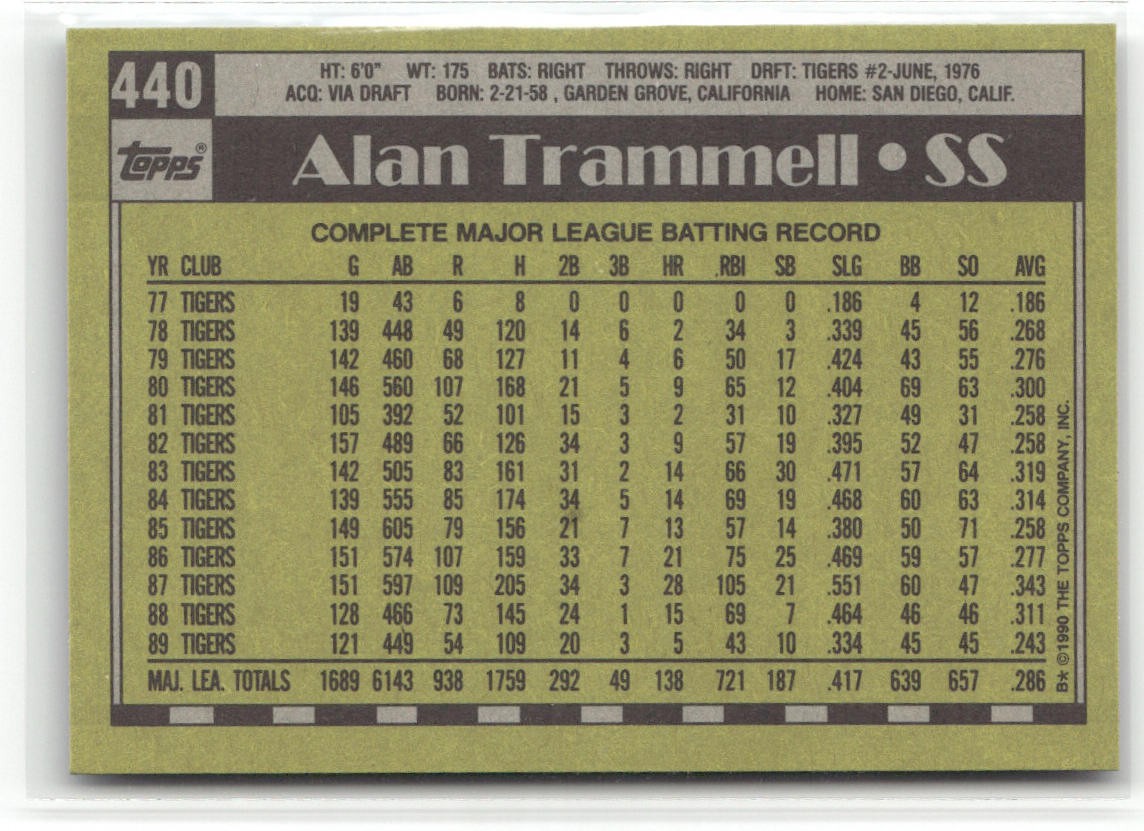 440
HT: 6'0" WT: 175 BATS: RIGHT THROWS: RIGHT DRFT: TIGERS #2-JUNE, 1976
ACQ: VIA DRAFT BORN: 2-21-58 , GARDEN GROVE, CALIFORNIA HOME: SAN DIEGO, CALIF.
topps®
Alan Trammell • SS
COMPLETE MAJOR LEAGUE BATTING RECORD
YR CLUB G AB R H 2B 3B HR .RBI SB SLG BB SO AVG
77 TIGERS 19 43 6 8 0 0 0 0 0 .186 4 12 .186
78 TIGERS 139 448 49 120 14 6 2 34 3 .339 45 56 .268
79 TIGERS 142 460 68 127 11 4 6 50 17 .424 43 55 .276
80 TIGERS 146 560 107 168 21 5 9 65 12 .404 69 63 .300
81 TIGERS 105 392 52 101 15 3 2 31 10 .327 49 31 .258
82 TIGERS 157 489 66 126 34 3 9 57 19 .395 52 47 .258
83 TIGERS 142 505 83 161 31 2 14 66 30 .471 57 64 .319
84 TIGERS 139 555 85 174 34 5 14 69 19 .468 60 63 .314
85 TIGERS 149 605 79 156 21 7 13 57 14 .380 50 71 .258
86 TIGERS 151 574 107 159 33 7 21 75 25 .469 59 57 .277
87 TIGERS 151 597 109 205 34 3 28 105 21 .551 60 47 .343
88 TIGERS 128 466 73 145 24 1 15 69 7 .464 46 46 .311
89 TIGERS 121 449 54 109 20 3 5 43 10 .334 45 45 .243
MAJ. LEA. TOTALS 1689 6143 938 1759 292 49 138 721 187 .417 639 657 .286
B* ©1990 THE TOPPS COMPANY, INC.